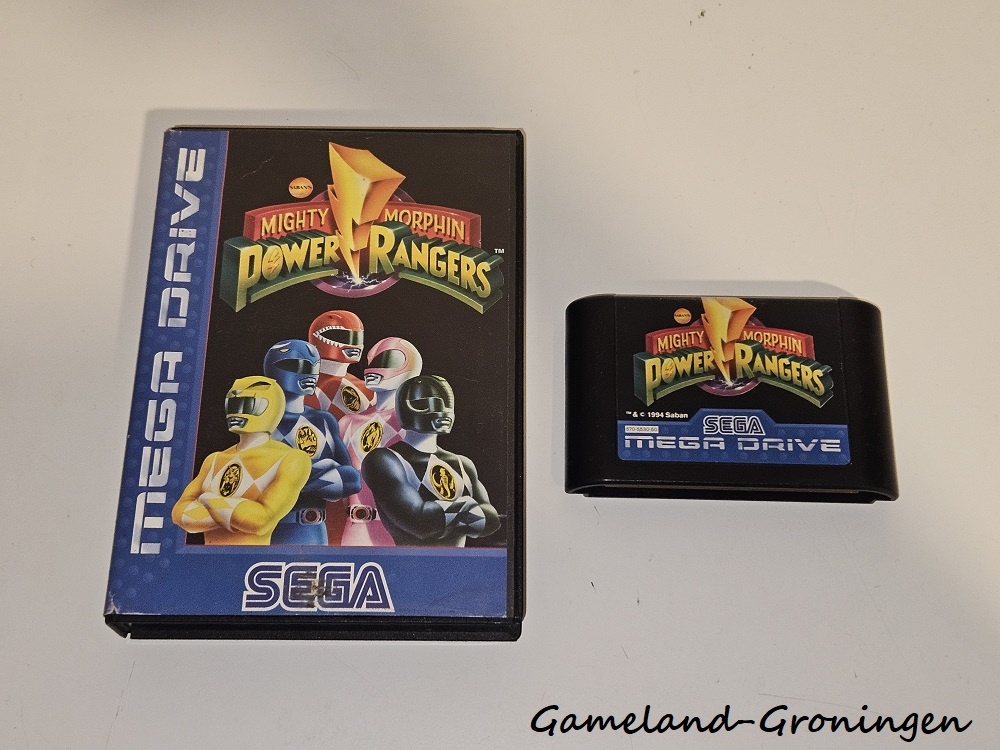 MEGA DRIVE
SABAN'S
MIGHTY MORPHIN
POWER RANGERS
TM
SEGA
SABAN'S
MIGHTY MORPHIN
POWER RANGERS
™ & © 1994 Saban
SEGA
MEGA DRIVE
Gameland-Groningen